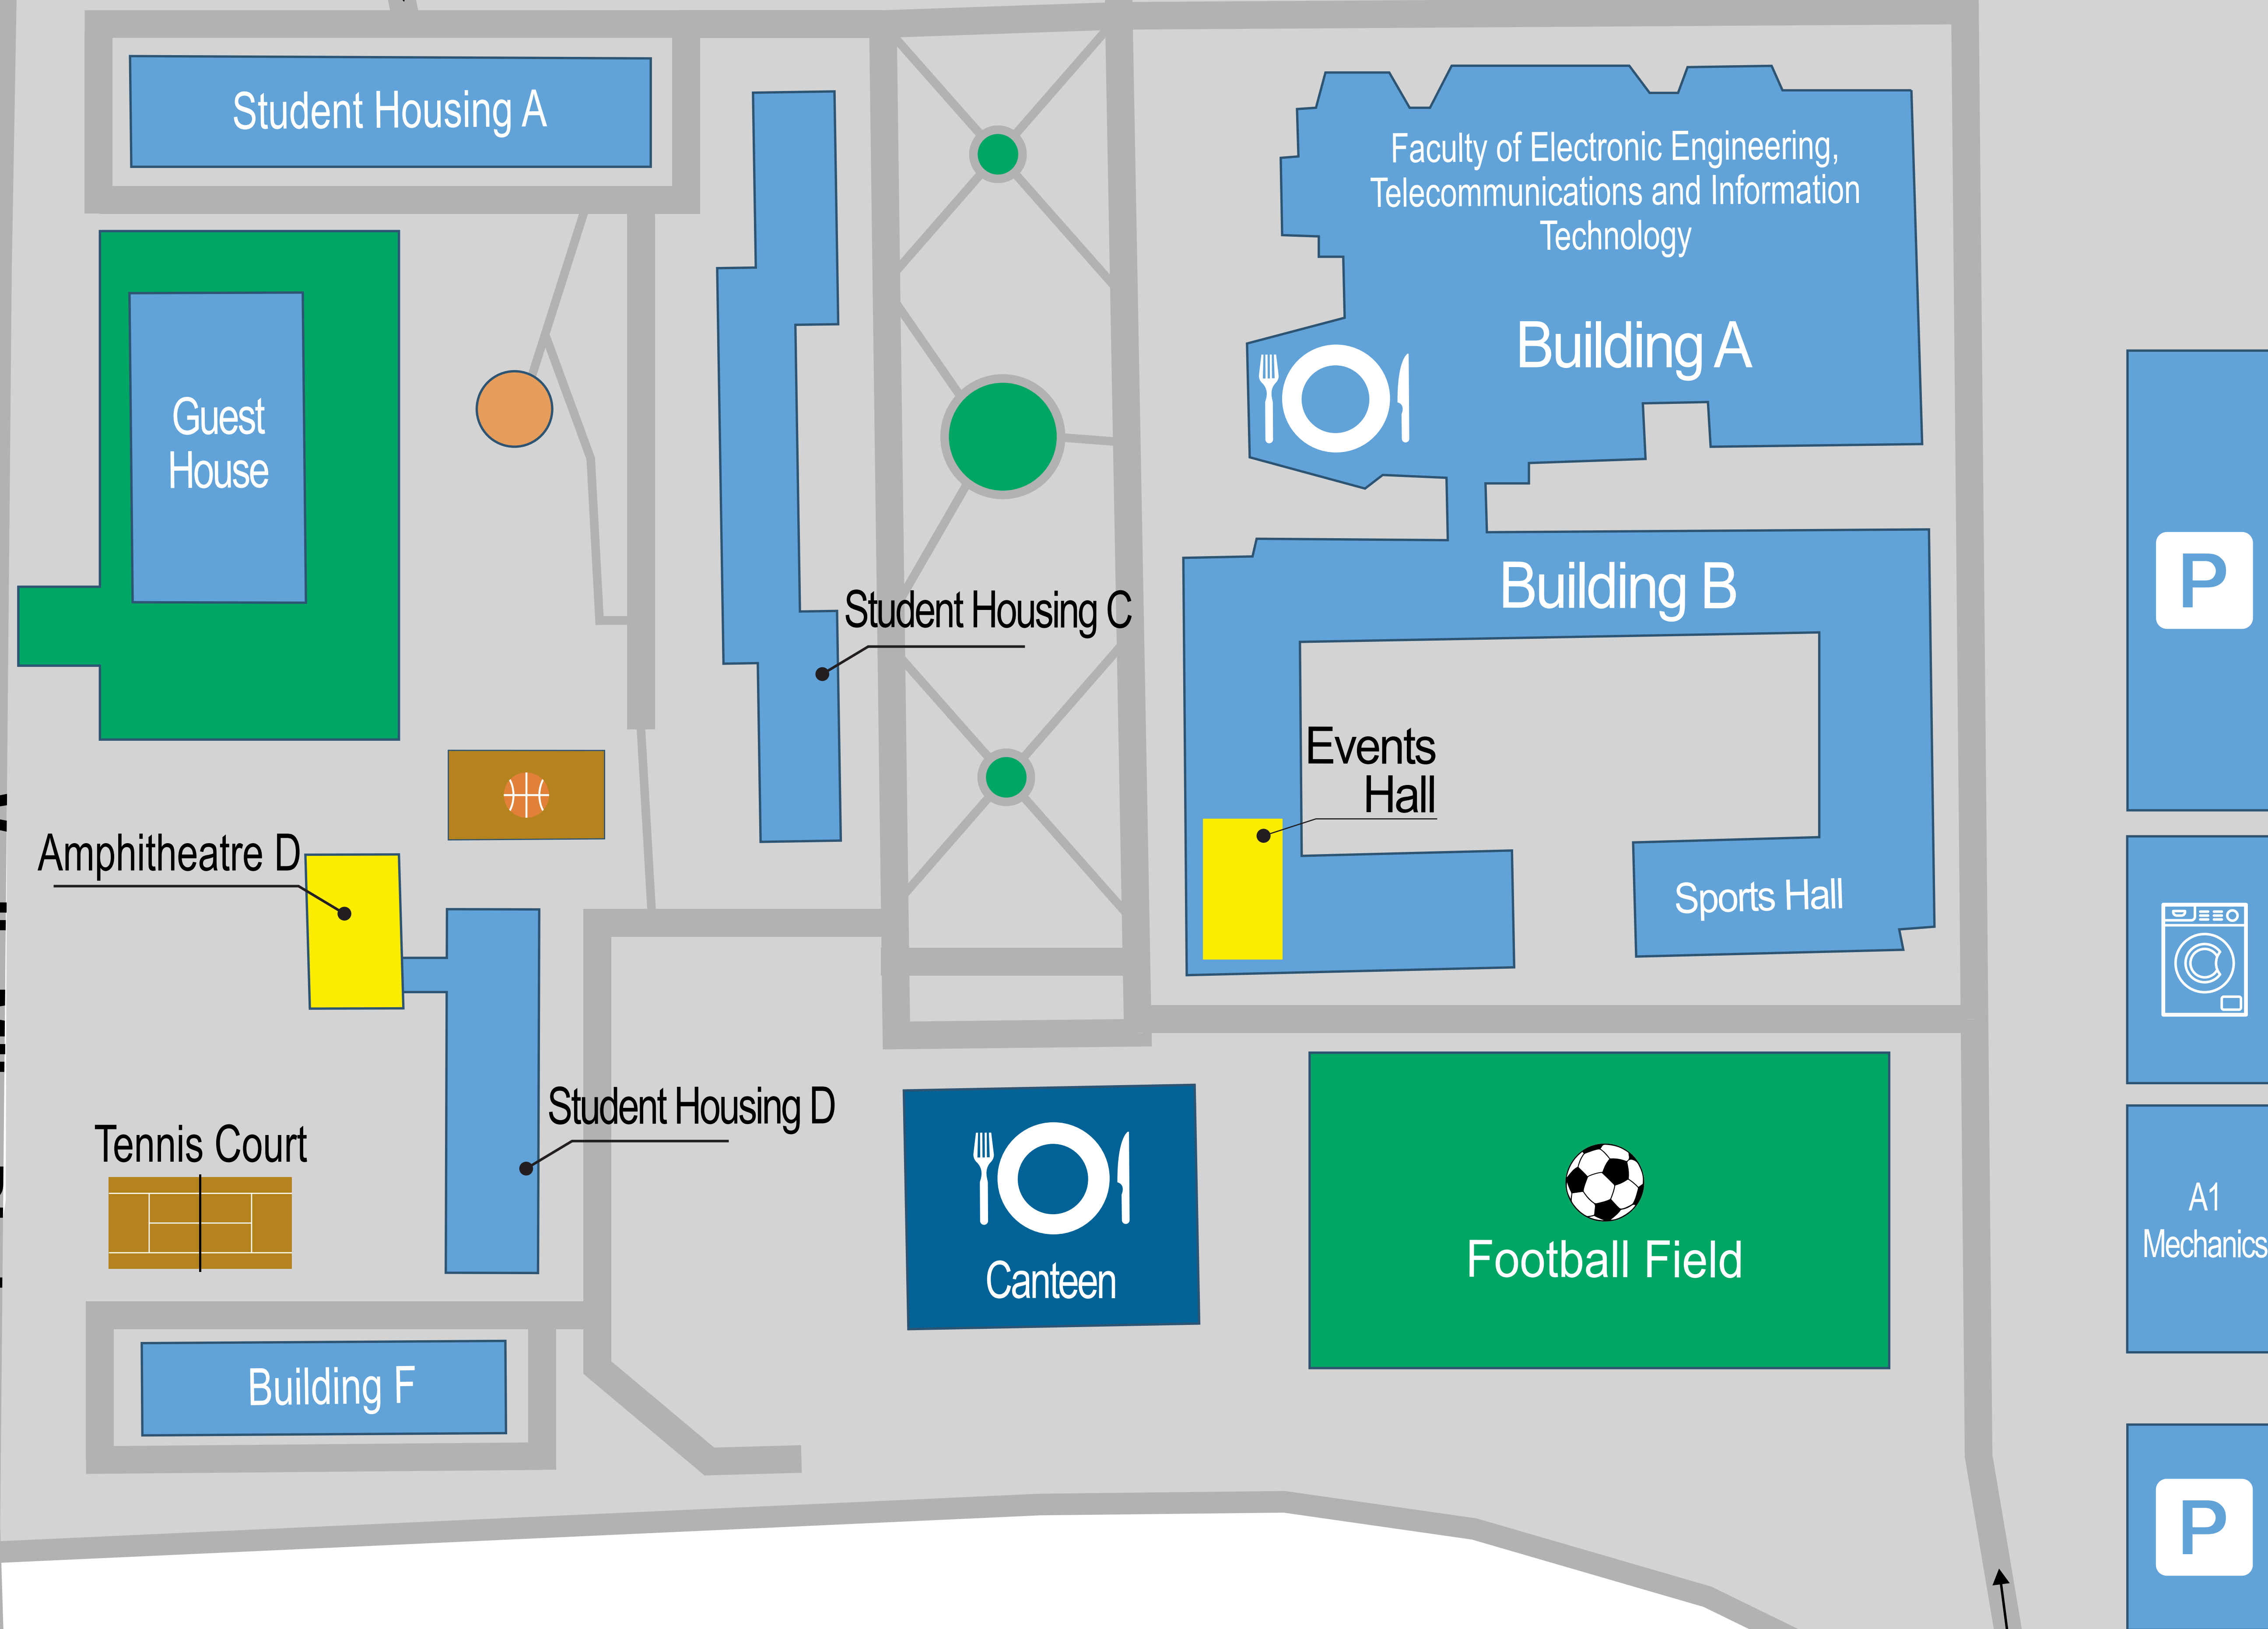 Student Housing A
Faculty of Electronic Engineering,
Telecommunications and Information
Technology
Building A
Guest
House
P
Building B
Student Housing C
Events
Hall
Amphitheatre D
Sports Hall
Student Housing D
Tennis Court
A1
Mechanics
Canteen
Football Field
Building F
P